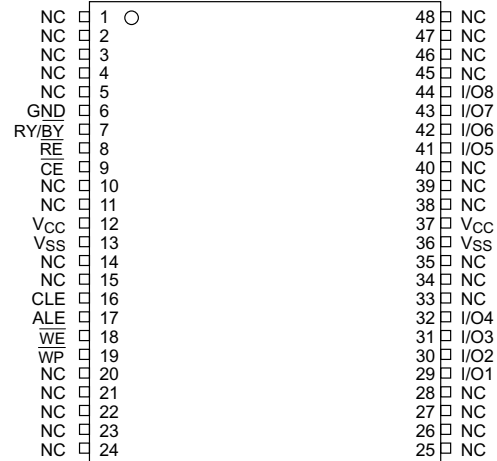 NC 1 48 NC
NC 2 47 NC
NC 3 46 NC
NC 4 45 NC
NC 5 44 I/O8
GND 6 43 I/O7
RY/BY 7 42 I/O6
RE 8 41 I/O5
CE 9 40 NC
NC 10 39 NC
NC 11 38 NC
VCC 12 37 VCC
VSS 13 36 VSS
NC 14 35 NC
NC 15 34 NC
CLE 16 33 NC
ALE 17 32 I/O4
WE 18 31 I/O3
WP 19 30 I/O2
NC 20 29 I/O1
NC 21 28 NC
NC 22 27 NC
NC 23 26 NC
NC 24 25 NC